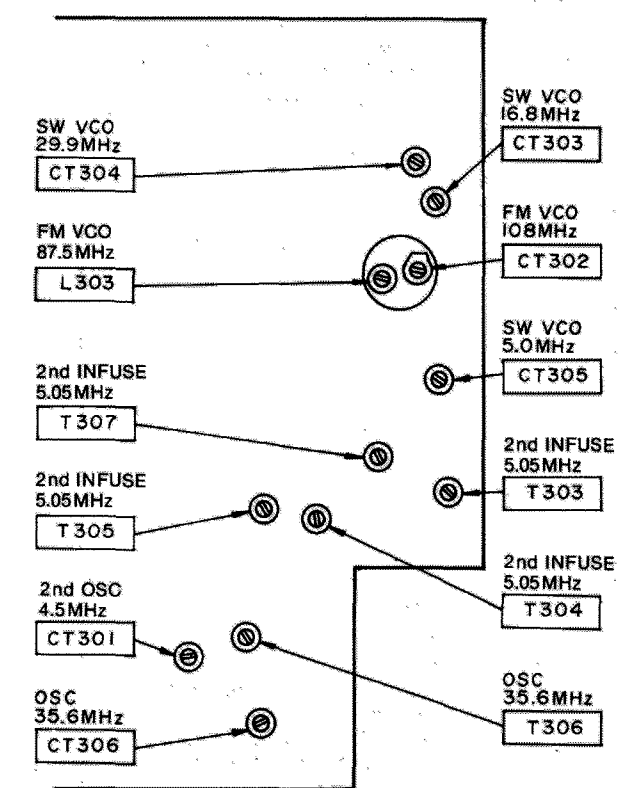 SW VCO
29.9MHz
CT304
FM VCO
87.5MHz
L303
2nd INFUSE
5.05MHz
T307
2nd INFUSE
5.05MHz
T305
2nd OSC
4.5MHz
CT301
OSC
35.6MHz
CT306
SW VCO
16.8MHz
CT303
FM VCO
108MHz
CT302
SW VCO
5.0MHz
CT305
2nd INFUSE
5.05MHz
T303
2nd INFUSE
5.05MHz
T304
OSC
35.6MHz
T306